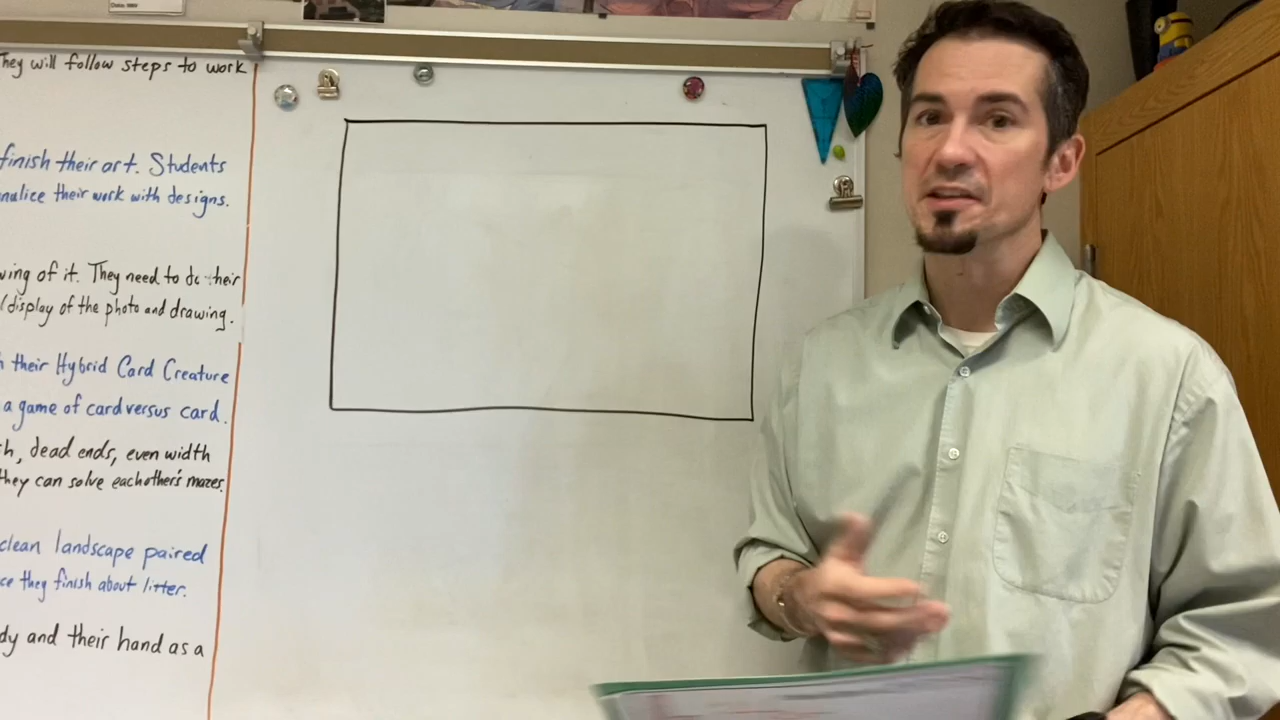 They will follow steps to work
finish their art. Students
nalice their work with designs.
wing of it. They need to do their
/display of the photo and drawing.
h their Hybrid Card Creature
a game of card versus card.
h, dead ends, even width
they can solve eachother's mazes.
clean landscape paired
ce they finish about litter.
dy and their hand as a